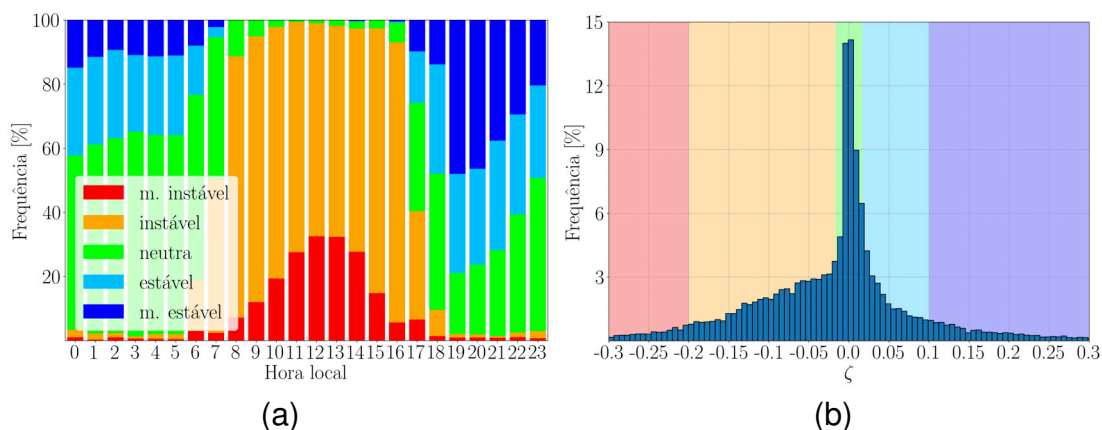 100
80
60
40
20
Frequência [%]
m. instável
instável
neutra
estável
m. estável
0 1 2 3 4 5 6 7 8 9 10 11 12 13 14 15 16 17 18 19 20 21 22 23
Hora local
(a)
15
12
9
6
3
Frequência [%]
-0.3 -0.25 -0.2 -0.15 -0.1 -0.05 0.0 0.05 0.1 0.15 0.2 0.25 0.3
ζ
(b)